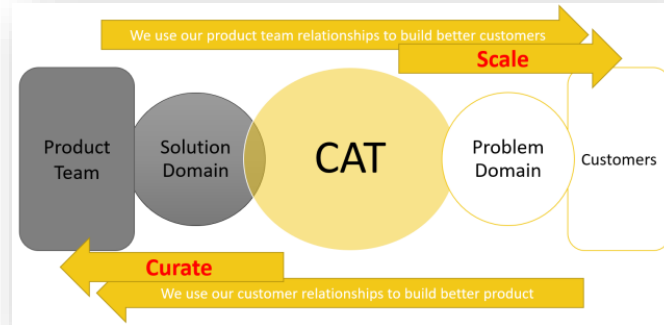 We use our product team relationships to build better customers
Scale
Product
Team
Solution
Domain
CAT
Problem
Domain
Customers
Curate
We use our customer relationships to build better product